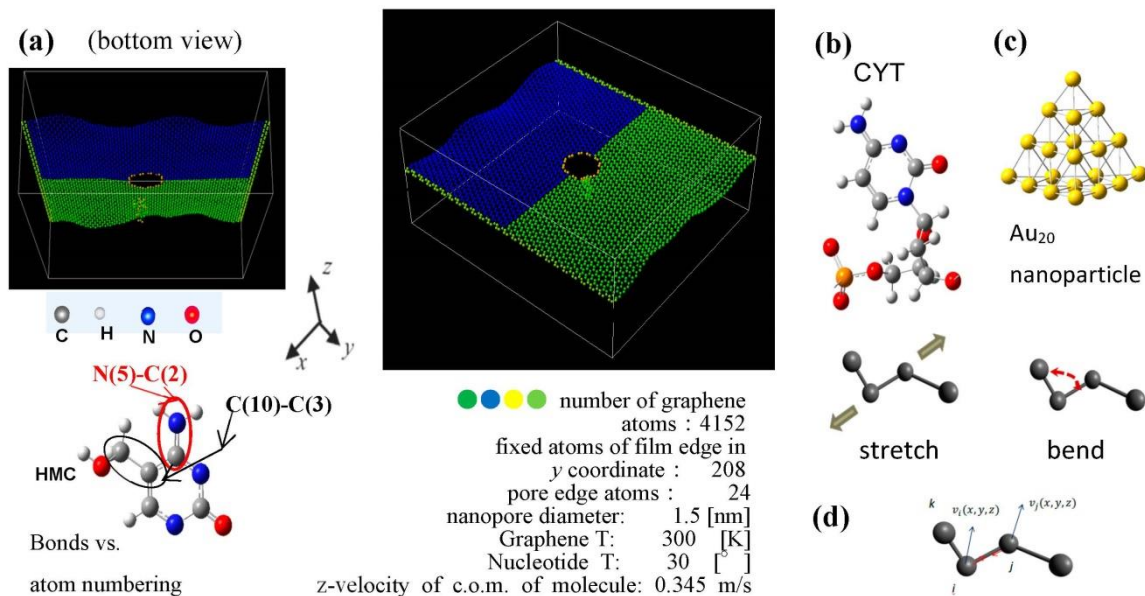 (a) (bottom view)
z
x y
C H N O
N(5)-C(2)
C(10)-C(3)
HMC
Bonds vs.
atom numbering
number of graphene
atoms : 4152
fixed atoms of film edge in
y coordinate : 208
pore edge atoms : 24
nanopore diameter: 1.5 [nm]
Graphene T: 300 [K]
Nucleotide T: 30 [°]
z-velocity of c.o.m. of molecule: 0.345 m/s
(b)
CYT
(c)
Au₂₀
nanoparticle
stretch
bend
(d)
k
vᵢ(x,y,z)
vⱼ(x,y,z)
i
j